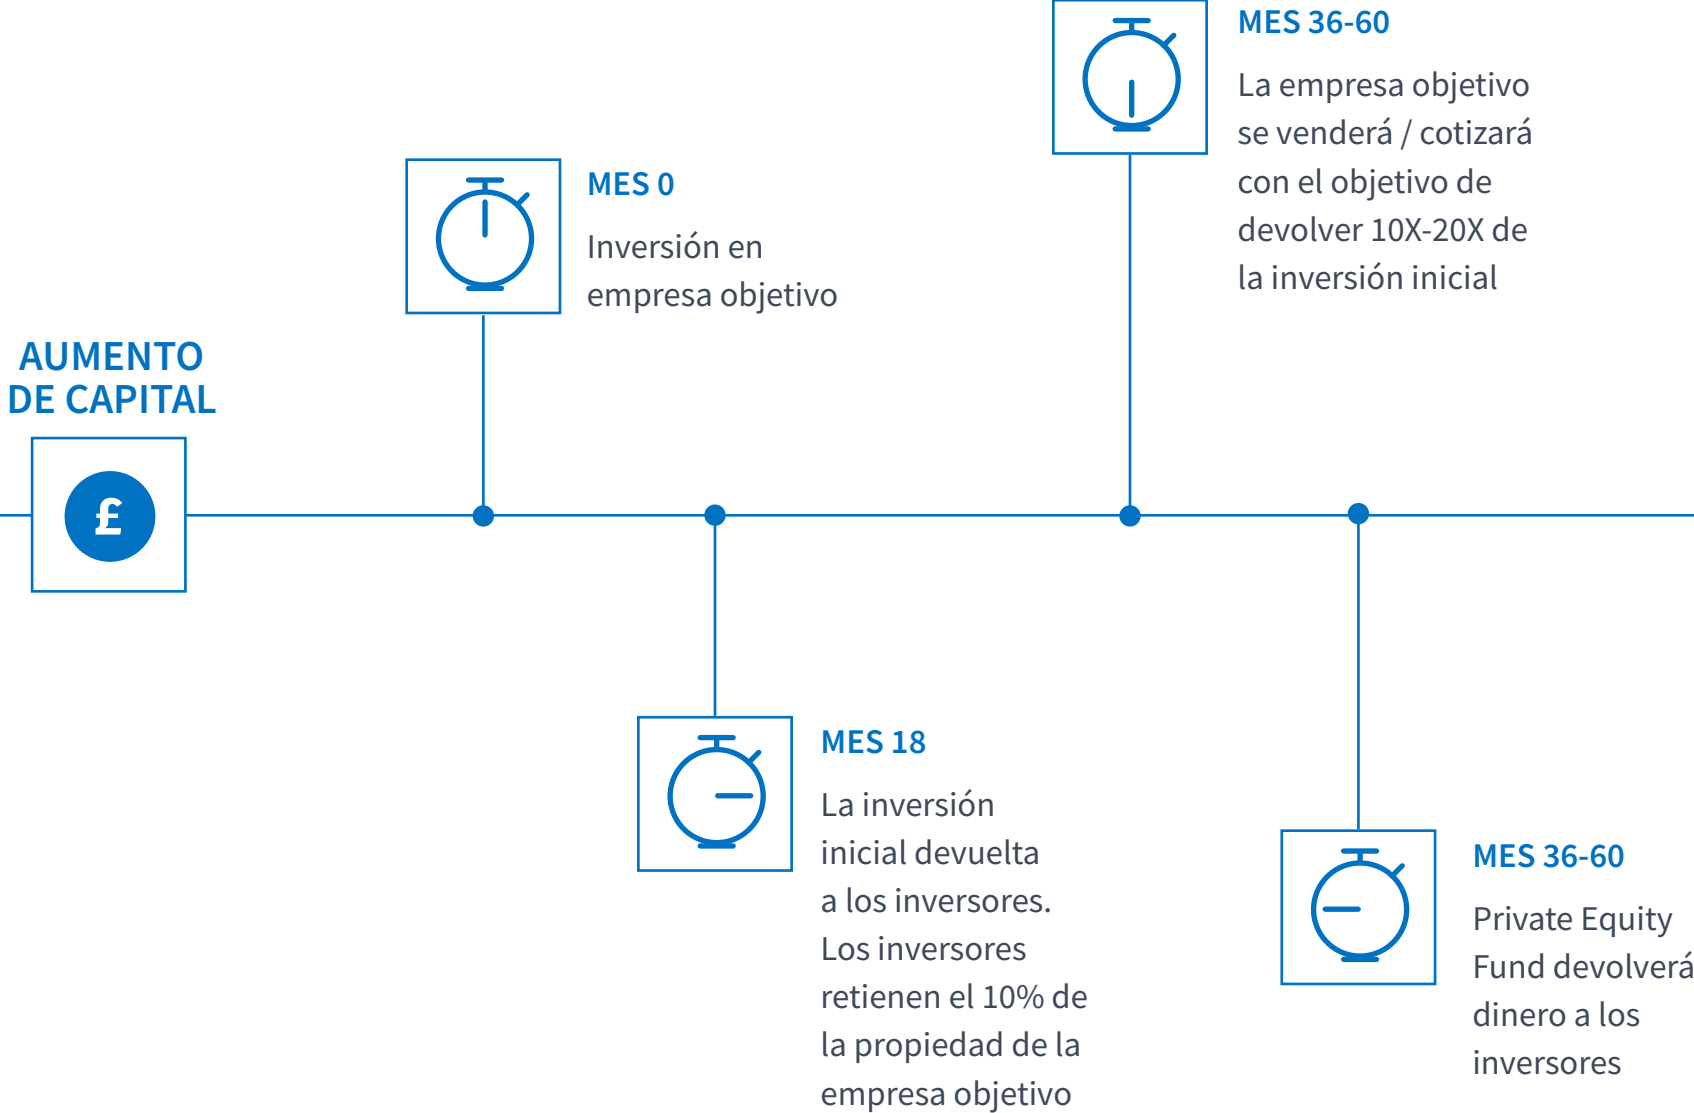 AUMENTO
DE CAPITAL
£
MES 0
Inversión en
empresa objetivo
MES 18
La inversión
inicial devuelta
a los inversores.
Los inversores
retienen el 10% de
la propiedad de la
empresa objetivo
MES 36-60
La empresa objetivo
se venderá / cotizará
con el objetivo de
devolver 10X-20X de
la inversión inicial
MES 36-60
Private Equity
Fund devolverá
dinero a los
inversores